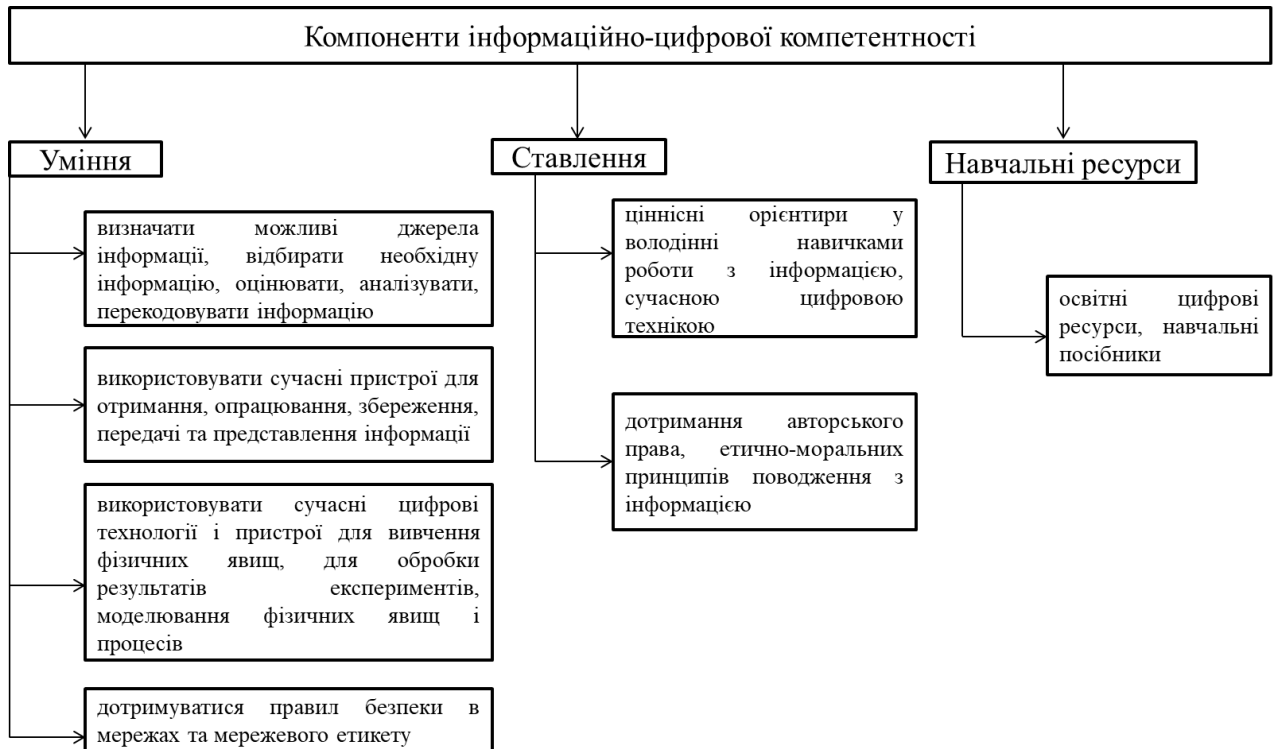 Компоненти інформаційно-цифрової компетентності
Уміння
визначати можливі джерела
інформації, відбирати необхідну
інформацію, оцінювати, аналізувати,
перекодовувати інформацію
використовувати сучасні пристрої для
отримання, опрацювання, збереження,
передачі та представлення інформації
використовувати сучасні цифрові
технології і пристрої для вивчення
фізичних явищ, для обробки
результатів експериментів,
моделювання фізичних явищ і
процесів
дотримуватися правил безпеки в
мережах та мережевого етикету
Ставлення
ціннісні орієнтири у
володінні навичками
роботи з інформацією,
сучасною цифровою
технікою
дотримання авторського
права, етично-моральних
принципів поводження з
інформацією
Навчальні ресурси
освітні цифрові
ресурси, навчальні
посібники